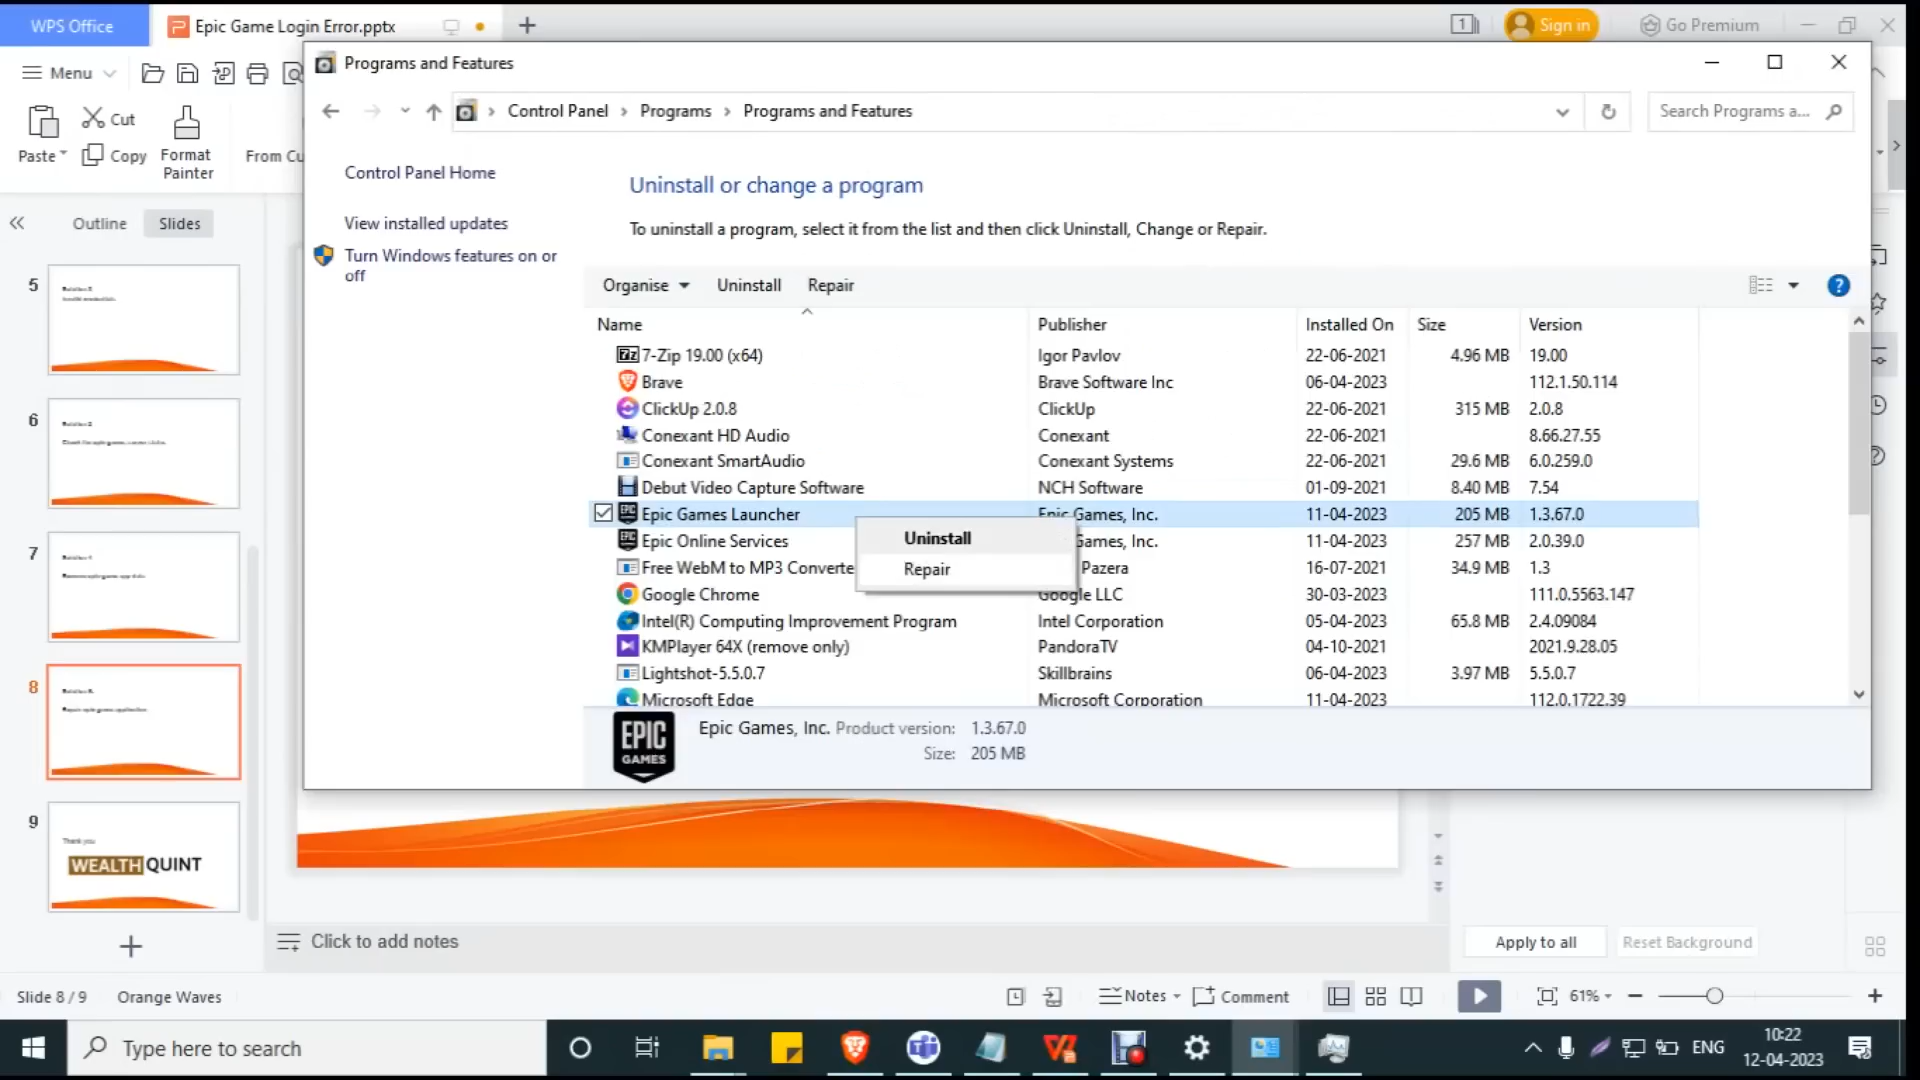 WPS Office
Epic Game Login Error.pptx
1
Sign in
Go Premium
Menu
Programs and Features
Control Panel
Programs
Programs and Features
Search Programs a...
Paste
Cut
Copy
Format
Painter
From Cu
Control Panel Home
View installed updates
Turn Windows features on or
off
Uninstall or change a program
To uninstall a program, select it from the list and then click Uninstall, Change or Repair.
Outline
Slides
Organise
Uninstall
Repair
Name Publisher Installed On Size Version
7-Zip 19.00 (x64) Igor Pavlov 22-06-2021 4.96 MB 19.00
Brave Brave Software Inc 06-04-2023 112.1.50.114
ClickUp 2.0.8 ClickUp 22-06-2021 315 MB 2.0.8
Conexant HD Audio Conexant 22-06-2021 8.66.27.55
Conexant SmartAudio Conexant Systems 22-06-2021 29.6 MB 6.0.259.0
Debut Video Capture Software NCH Software 01-09-2021 8.40 MB 7.54
Epic Games Launcher Epic Games, Inc. 11-04-2023 205 MB 1.3.67.0
Epic Online Services Games, Inc. 11-04-2023 257 MB 2.0.39.0
Free WebM to MP3 Converte Pazera 16-07-2021 34.9 MB 1.3
Google Chrome Google LLC 30-03-2023 111.0.5563.147
Intel(R) Computing Improvement Program Intel Corporation 05-04-2023 65.8 MB 2.4.09084
KMPlayer 64X (remove only) PandoraTV 04-10-2021 2021.9.28.05
Lightshot-5.5.0.7 Skillbrains 06-04-2023 3.97 MB 5.5.0.7
Microsoft Edge Microsoft Corporation 11-04-2023 112.0.1722.39
Uninstall
Repair
EPIC
GAMES
Epic Games, Inc. Product version: 1.3.67.0
Size: 205 MB
5
6
7
8
9
Thank you
WEALTH QUINT
Click to add notes
Apply to all
Reset Background
Slide 8 / 9
Orange Waves
Notes
Comment
61%
Type here to search
ENG
10:22
12-04-2023